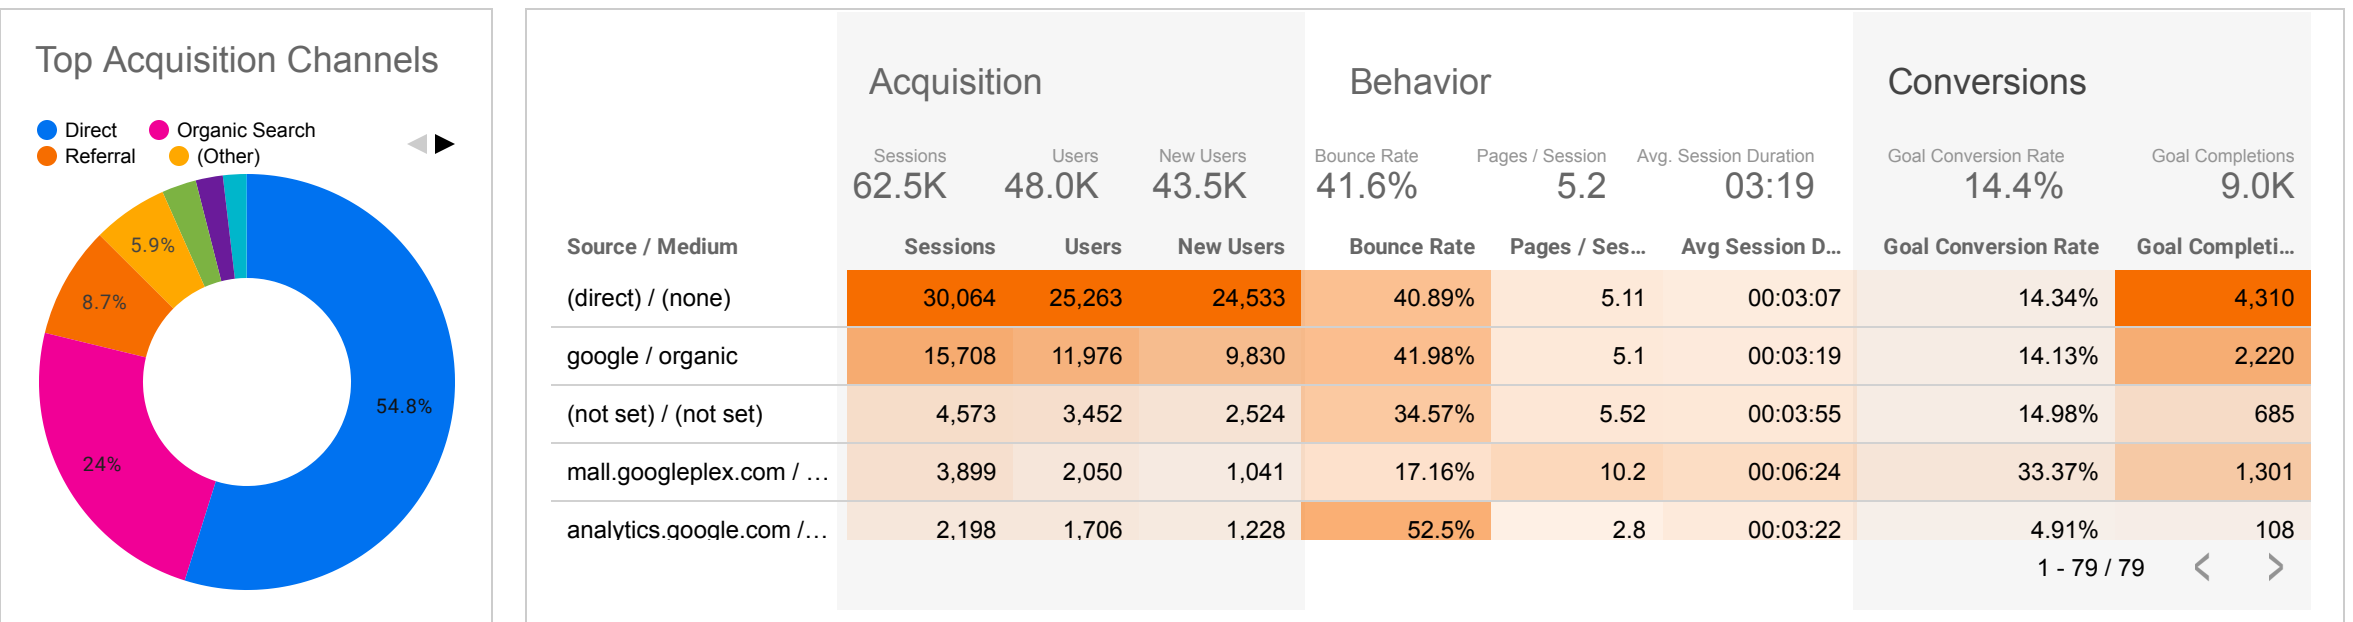 Top Acquisition Channels
Direct
Organic Search
Referral
(Other)
5.9%
8.7%
54.8%
24%
Acquisition
Behavior
Conversions
Sessions Users New Users Bounce Rate Pages / Session Avg. Session Duration Goal Conversion Rate Goal Completions
62.5K 48.0K 43.5K 41.6% 5.2 03:19 14.4% 9.0K
Source / Medium Sessions Users New Users Bounce Rate Pages / Ses... Avg Session D... Goal Conversion Rate Goal Completi...
(direct) / (none) 30,064 25,263 24,533 40.89% 5.11 00:03:07 14.34% 4,310
google / organic 15,708 11,976 9,830 41.98% 5.1 00:03:19 14.13% 2,220
(not set) / (not set) 4,573 3,452 2,524 34.57% 5.52 00:03:55 14.98% 685
mall.googleplex.com / ... 3,899 2,050 1,041 17.16% 10.2 00:06:24 33.37% 1,301
analytics.google.com /... 2,198 1,706 1,228 52.5% 2.8 00:03:22 4.91% 108
1 - 79 / 79